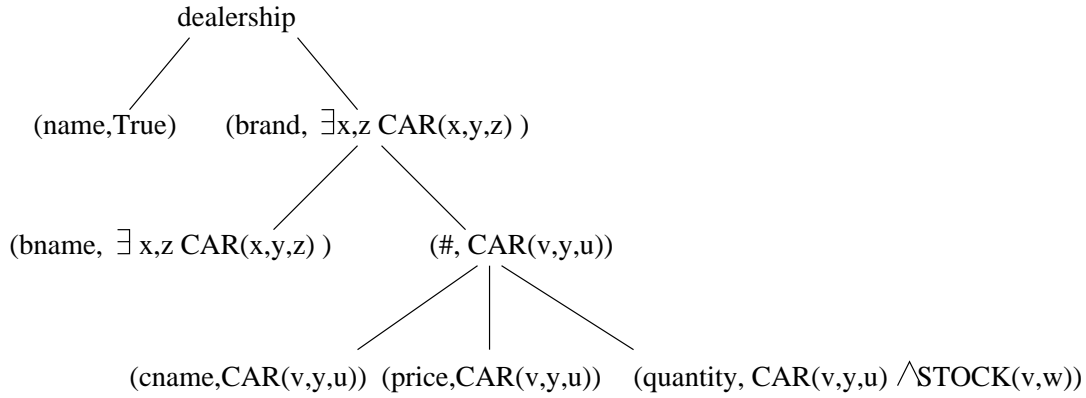 dealership
(name,True) (brand, ∃x,z CAR(x,y,z) )
(bname, ∃ x,z CAR(x,y,z) ) (#, CAR(v,y,u))
(cname,CAR(v,y,u)) (price,CAR(v,y,u)) (quantity, CAR(v,y,u) ∧STOCK(v,w))